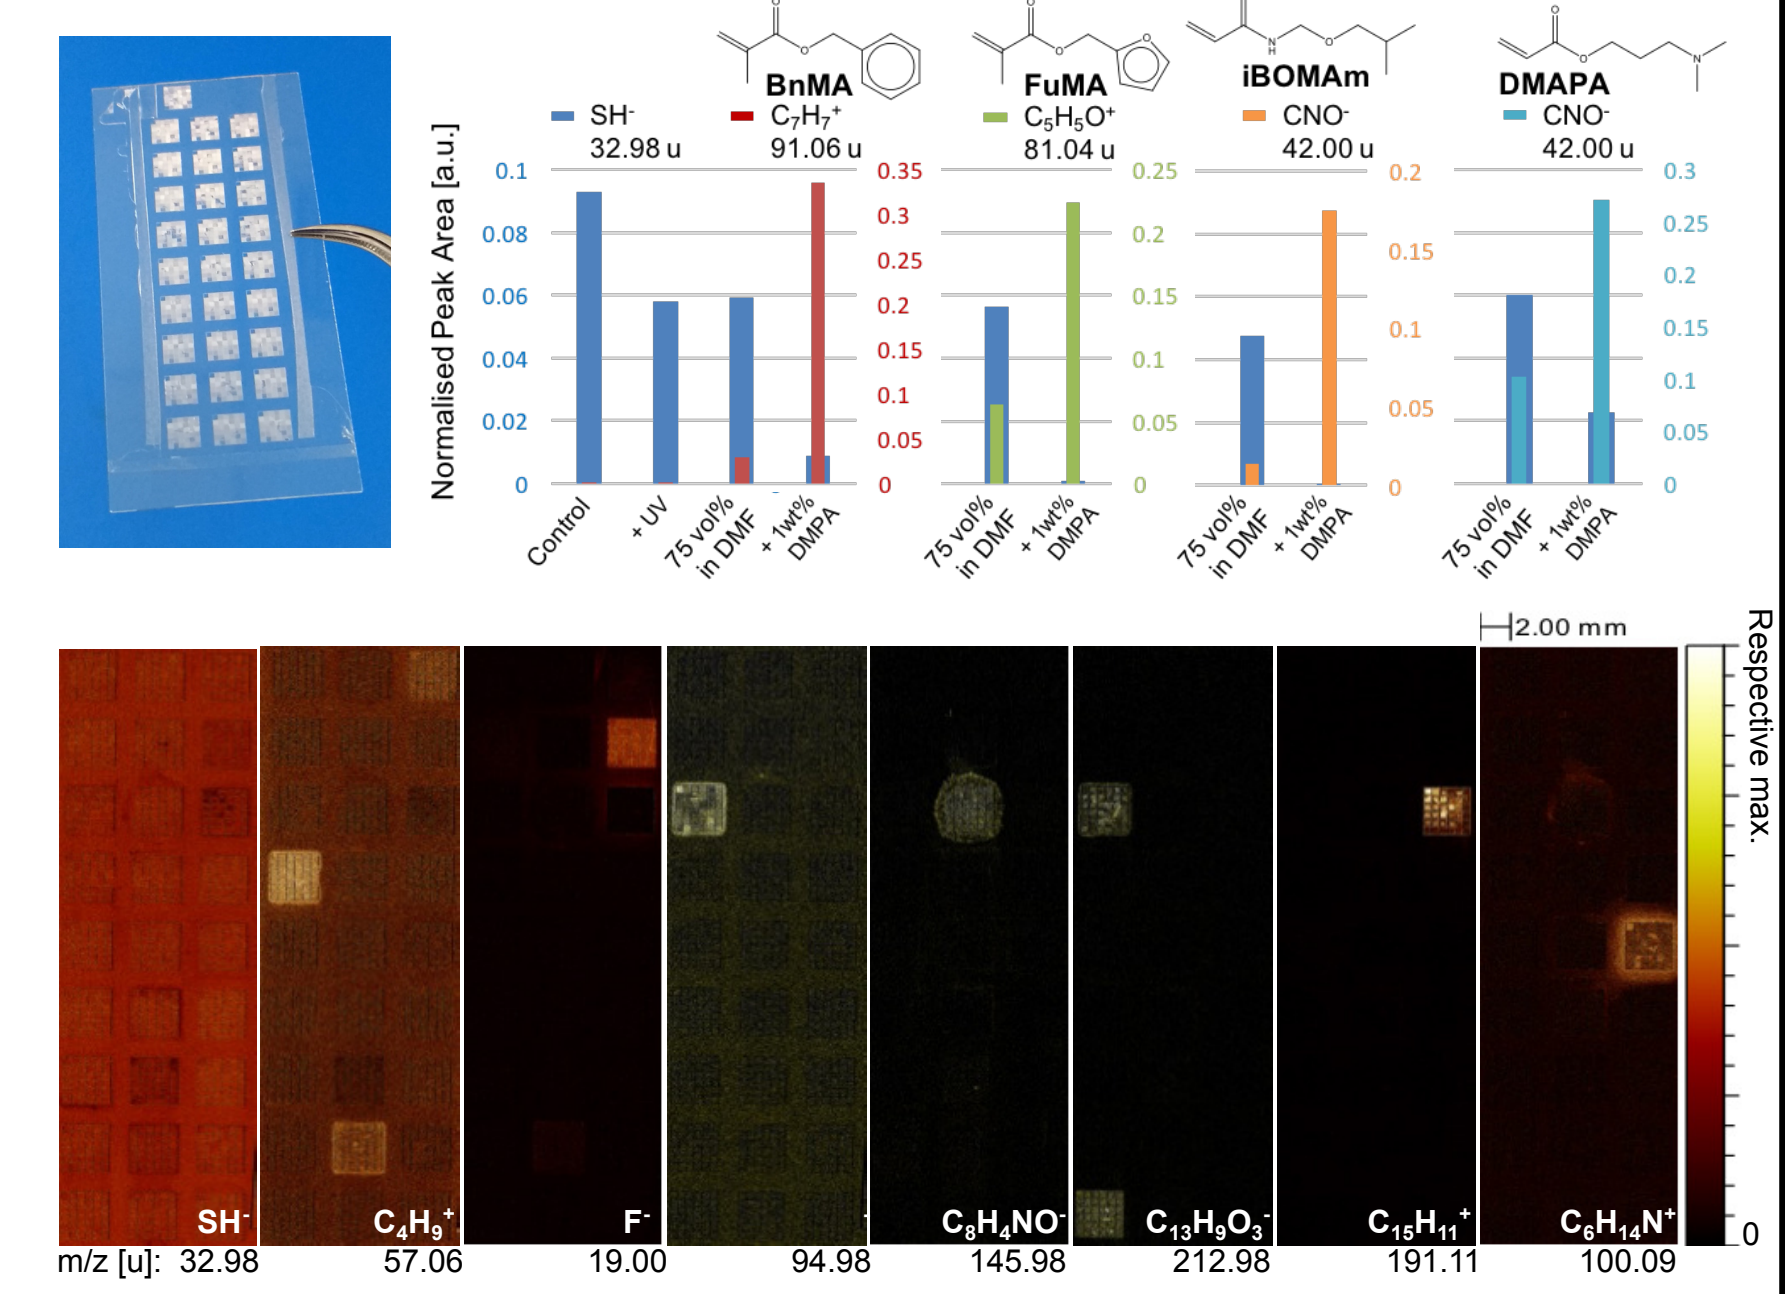 BnMA
FuMA
iBOMAm
DMAPA
SH-
C7H7+
C5H5O+
CNO-
CNO-
32.98 u
91.06 u
81.04 u
42.00 u
42.00 u
Normalised Peak Area [a.u.]
0.1
0.08
0.06
0.04
0.02
0
0.35
0.3
0.25
0.2
0.15
0.1
0.05
0
0.25
0.2
0.15
0.1
0.05
0
0.2
0.15
0.1
0.05
0
0.3
0.25
0.2
0.15
0.1
0.05
0
Control
+ UV
75 vol%
in DMF
+ 1wt%
DMPA
75 vol%
in DMF
+ 1wt%
DMPA
75 vol%
in DMF
+ 1wt%
DMPA
75 vol%
in DMF
+ 1wt%
DMPA
O
O
O
O
O
N
H
O
O
O
N
2.00 mm
Respective max.
0
SH-
C4H9+
F-
-
C8H4NO-
C13H9O3-
C15H11+
C6H14N+
m/z [u]: 32.98
57.06
19.00
94.98
145.98
212.98
191.11
100.09